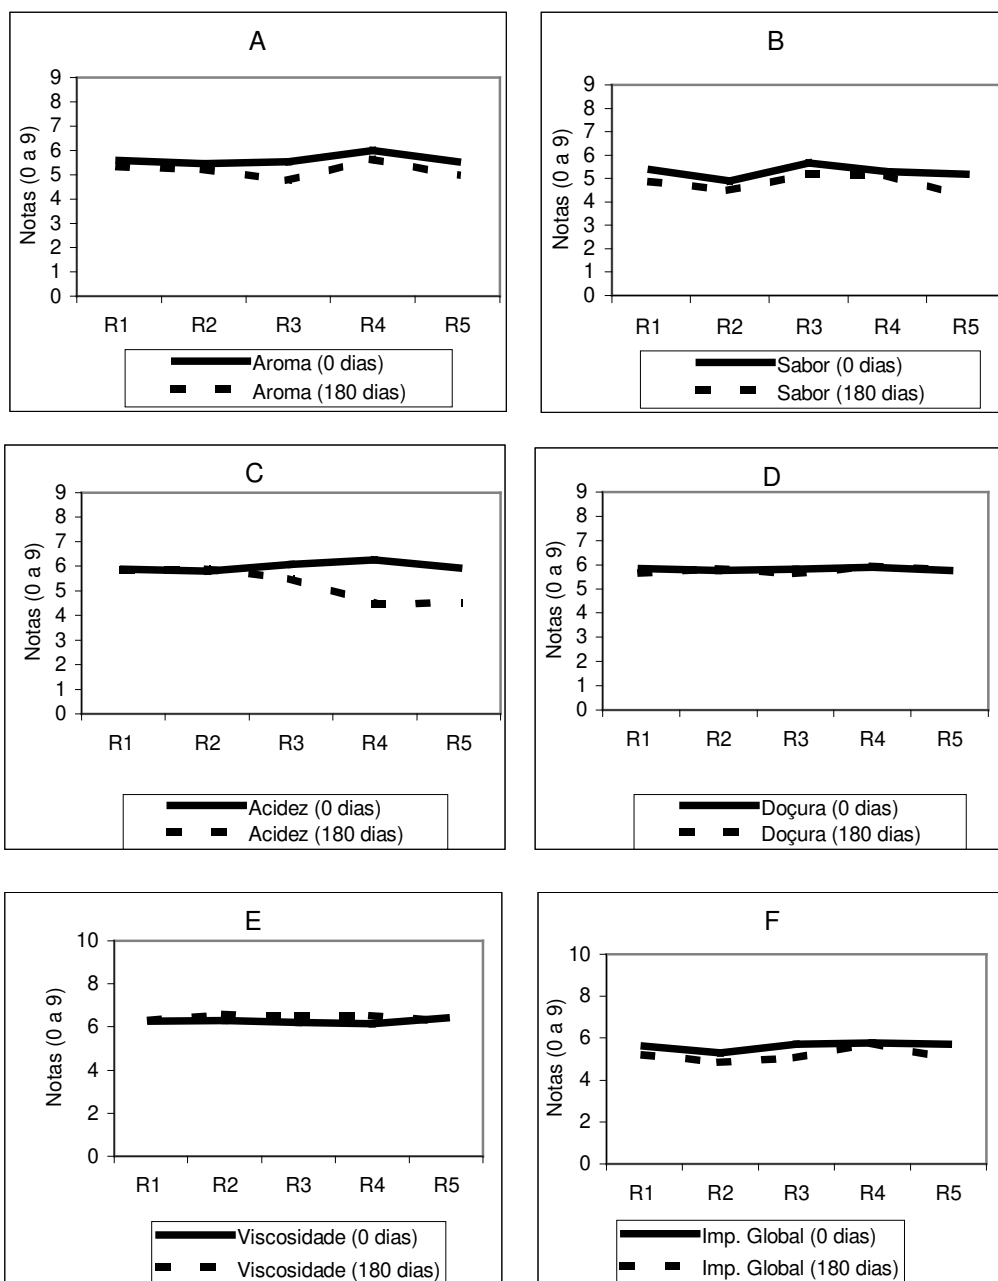 A
Notas (0 a 9)
9
8
7
6
5
4
3
2
1
0
R1 R2 R3 R4 R5
Aroma (0 dias)
Aroma (180 dias)
B
Notas (0 a 9)
9
8
7
6
5
4
3
2
1
0
R1 R2 R3 R4 R5
Sabor (0 dias)
Sabor (180 dias)
C
Notas (0 a 9)
9
8
7
6
5
4
3
2
1
0
R1 R2 R3 R4 R5
Acidez (0 dias)
Acidez (180 dias)
D
Notas (0 a 9)
9
8
7
6
5
4
3
2
1
0
R1 R2 R3 R4 R5
Doçura (0 dias)
Doçura (180 dias)
E
Notas (0 a 9)
10
8
6
4
2
0
R1 R2 R3 R4 R5
Viscosidade (0 dias)
Viscosidade (180 dias)
F
Notas (0 a 9)
10
8
6
4
2
0
R1 R2 R3 R4 R5
Imp. Global (0 dias)
Imp. Global (180 dias)